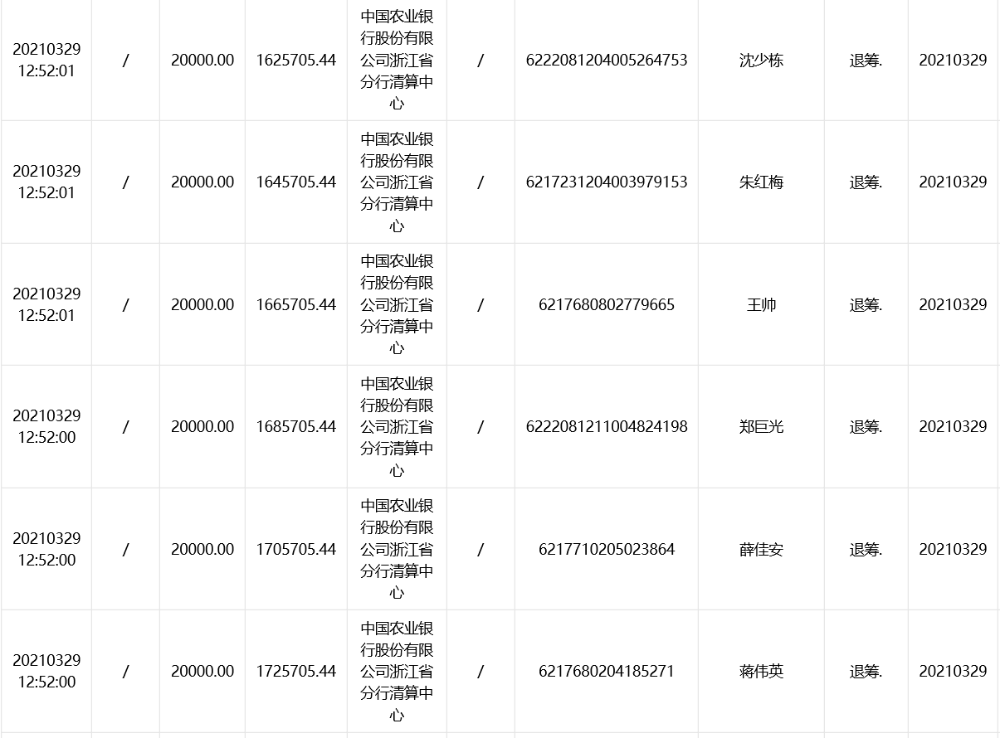 20210329 12:52:01 / 20000.00 1625705.44 中国农业银行股份有限公司浙江省分行清算中心 / 6222081204005264753 沈少栋 退筹. 20210329
20210329 12:52:01 / 20000.00 1645705.44 中国农业银行股份有限公司浙江省分行清算中心 / 6217231204003979153 朱红梅 退筹. 20210329
20210329 12:52:01 / 20000.00 1665705.44 中国农业银行股份有限公司浙江省分行清算中心 / 6217680802779665 王帅 退筹. 20210329
20210329 12:52:00 / 20000.00 1685705.44 中国农业银行股份有限公司浙江省分行清算中心 / 6222081211004824198 郑巨光 退筹. 20210329
20210329 12:52:00 / 20000.00 1705705.44 中国农业银行股份有限公司浙江省分行清算中心 / 6217710205023864 薛佳安 退筹. 20210329
20210329 12:52:00 / 20000.00 1725705.44 中国农业银行股份有限公司浙江省分行清算中心 / 6217680204185271 蒋伟英 退筹. 20210329